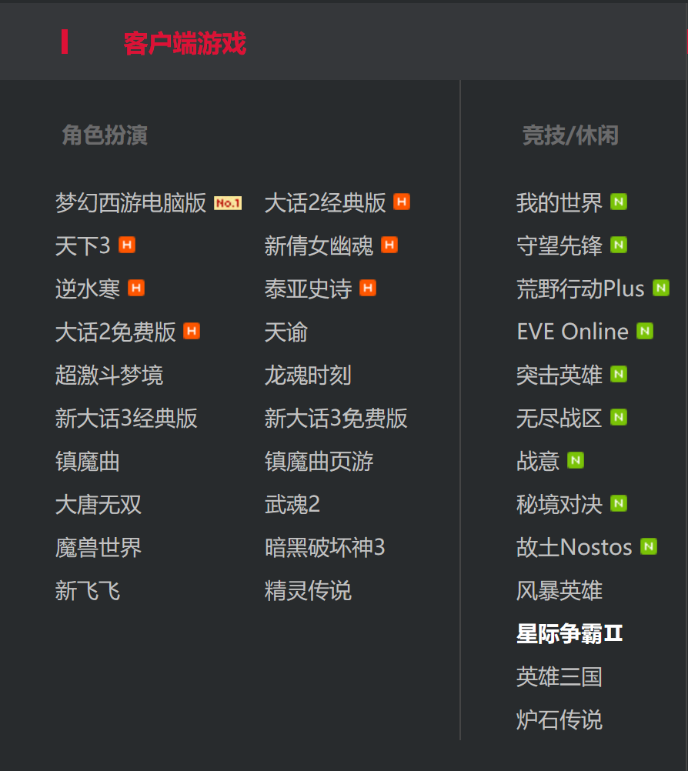 客户端游戏
角色扮演
梦幻西游电脑版 No.1 大话2经典版 H
天下3 H 新倩女幽魂 H
逆水寒 H 泰亚史诗 H
大话2免费版 H 天谕
超激斗梦境 龙魂时刻
新大话3经典版 新大话3免费版
镇魔曲 镇魔曲页游
大唐无双 武魂2
魔兽世界 暗黑破坏神3
新飞飞 精灵传说
竞技/休闲
我的世界 N
守望先锋 N
荒野行动Plus N
EVE Online N
突击英雄 N
无尽战区 N
战意 N
秘境对决 N
故土Nostos N
风暴英雄
星际争霸Ⅱ
英雄三国
炉石传说